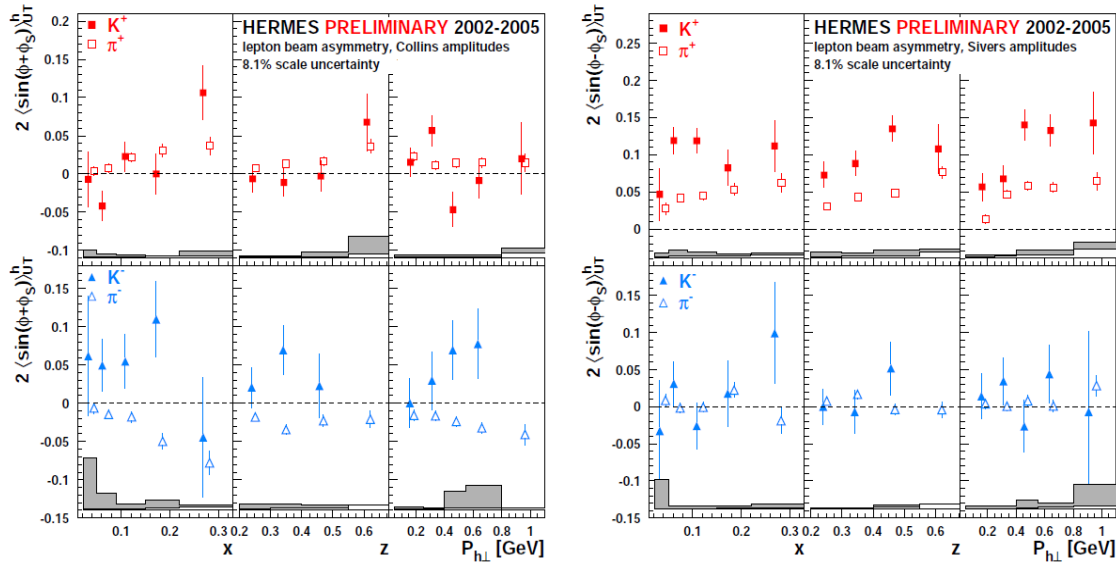 0.2
0.15
0.1
0.05
0
-0.05
-0.1
2 ⟨sin(φ+φS)⟩hUT
K+
π+
HERMES PRELIMINARY 2002-2005
lepton beam asymmetry, Collins amplitudes
8.1% scale uncertainty
0.15
0.1
0.05
0
-0.05
-0.1
-0.15
2 ⟨sin(φ+φS)⟩hUT
K-
π-
0.1 0.2 0.3 0.2 0.3 0.4 0.5 0.6 0.2 0.4 0.6 0.8 1
x z Ph⊥ [GeV]
0.25
0.2
0.15
0.1
0.05
0
2 ⟨sin(φ-φS)⟩hUT
K+
π+
HERMES PRELIMINARY 2002-2005
lepton beam asymmetry, Sivers amplitudes
8.1% scale uncertainty
0.15
0.1
0.05
0
-0.05
-0.1
-0.15
2 ⟨sin(φ-φS)⟩hUT
K-
π-
0.1 0.2 0.3 0.2 0.3 0.4 0.5 0.6 0.2 0.4 0.6 0.8 1
x z Ph⊥ [GeV]